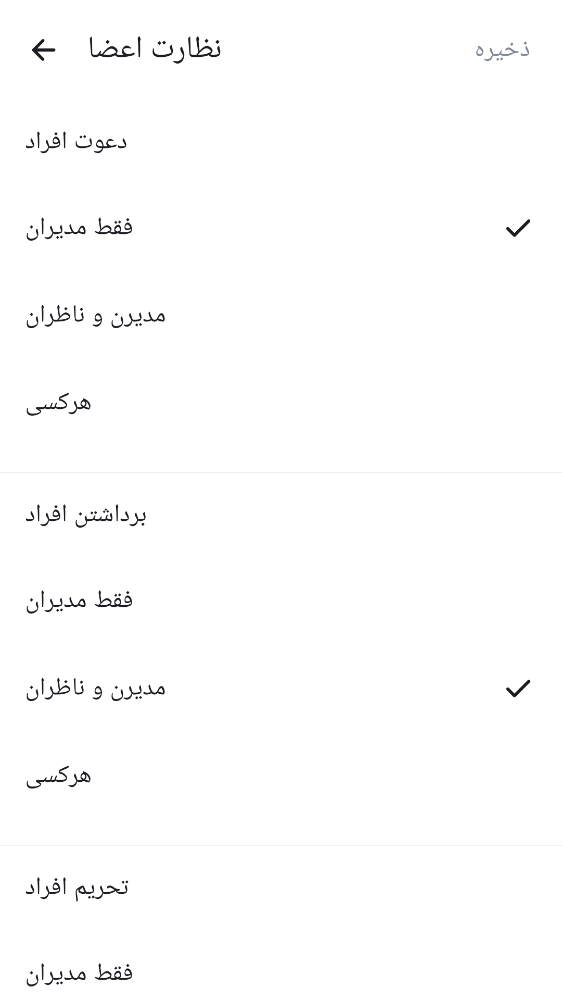 نظارت اعضا
ذخیره
دعوت افراد
فقط مدیران
مدیرن و ناظران
هرکسی
برداشتن افراد
فقط مدیران
مدیرن و ناظران
هرکسی
تحریم افراد
فقط مدیران